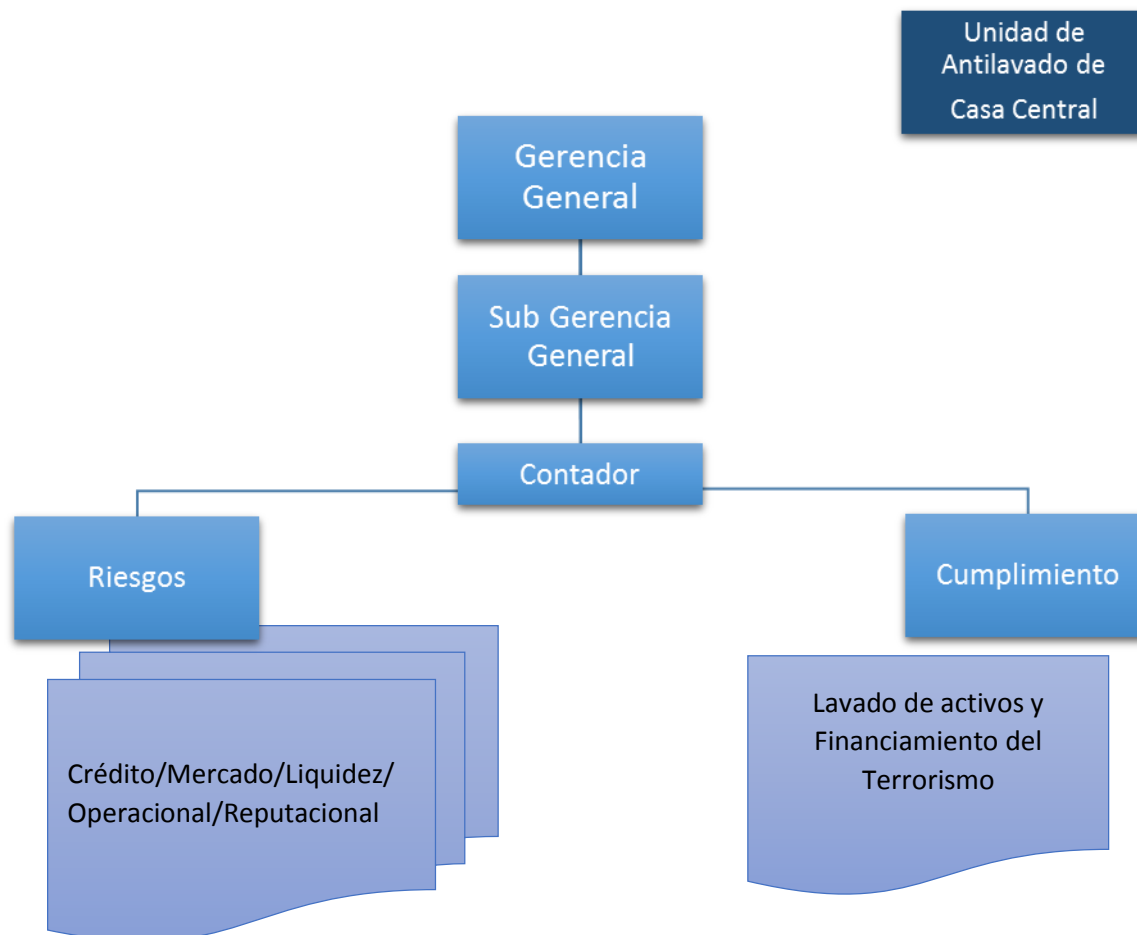 Unidad de
Antilavado de
Casa Central
Gerencia
General
Sub Gerencia
General
Contador
Riesgos
Cumplimiento
Crédito/Mercado/Liquidez/
Operacional/Reputacional
Lavado de activos y
Financiamiento del
Terrorismo